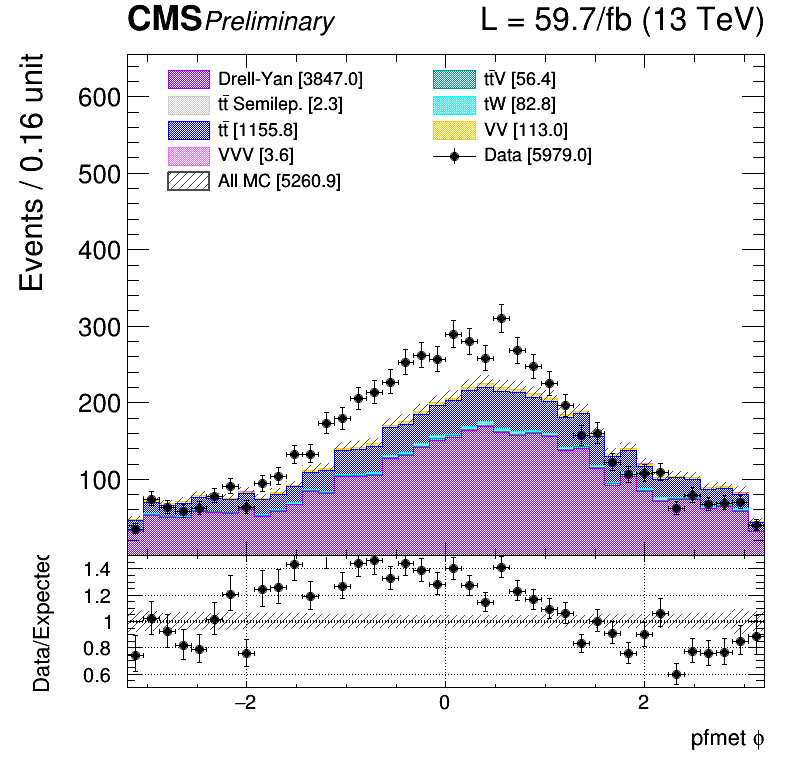 CMS Preliminary L = 59.7/fb (13 TeV)
Events / 0.16 unit
600
500
400
300
200
100
Drell-Yan [3847.0]
tt̄ Semilep. [2.3]
tt̄ [1155.8]
VVV [3.6]
All MC [5260.9]
tt̄V [56.4]
tW [82.8]
VV [113.0]
Data [5979.0]
Data/Expected
1.4
1.2
1
0.8
0.6
−2 0 2
pfmet ϕ